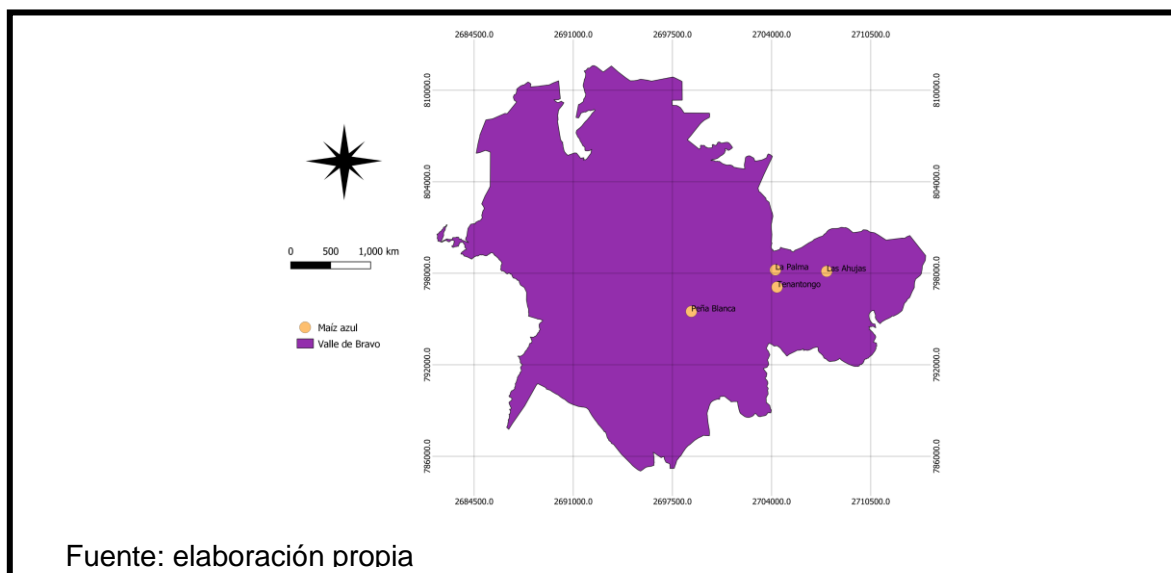 2684500.0 2691000.0 2697500.0 2704000.0 2710500.0
810000.0 810000.0
804000.0 804000.0
0 500 1,000 km
798000.0 798000.0
La Palma Las Ahujas
Tenantongo
Peña Blanca
Maíz azul
Valle de Bravo
792000.0 792000.0
786000.0 786000.0
2684500.0 2691000.0 2697500.0 2704000.0 2710500.0
Fuente: elaboración propia